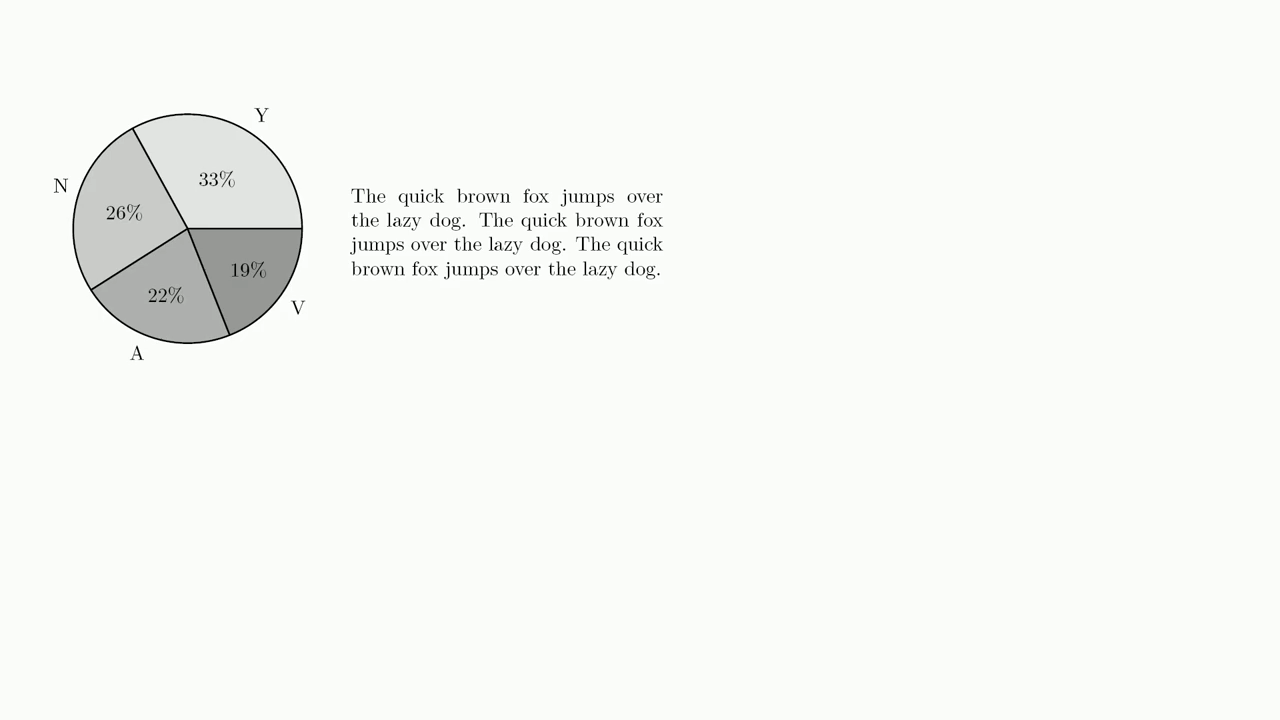 Y
33%
N
26%
19%
22%
V
A
The quick brown fox jumps over
the lazy dog. The quick brown fox
jumps over the lazy dog. The quick
brown fox jumps over the lazy dog.